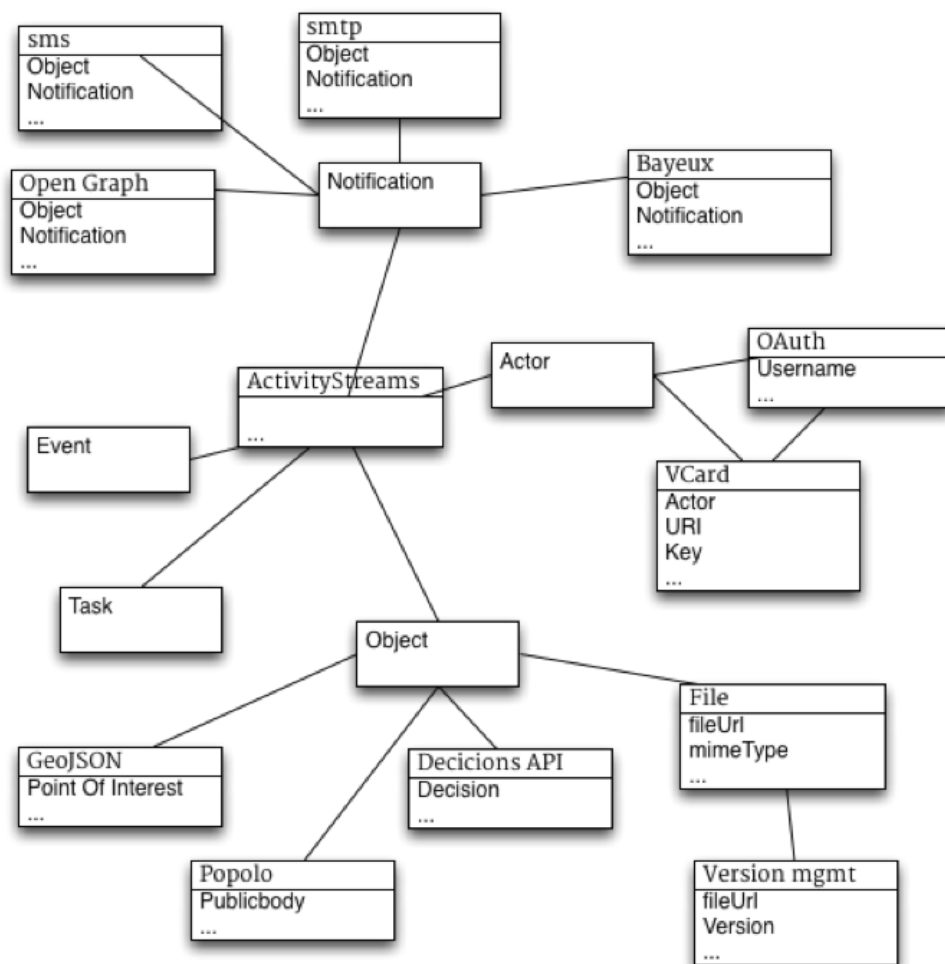 sms
Object
Notification
...
smtp
Object
Notification
...
Open Graph
Object
Notification
...
Notification
Bayeux
Object
Notification
...
ActivityStreams
...
Actor
OAuth
Username
...
Event
VCard
Actor
URI
Key
...
Task
Object
File
fileUrl
mimeType
...
GeoJSON
Point Of Interest
...
Decicions API
Decision
...
Popolo
Publicbody
...
Version mgmt
fileUrl
Version
...